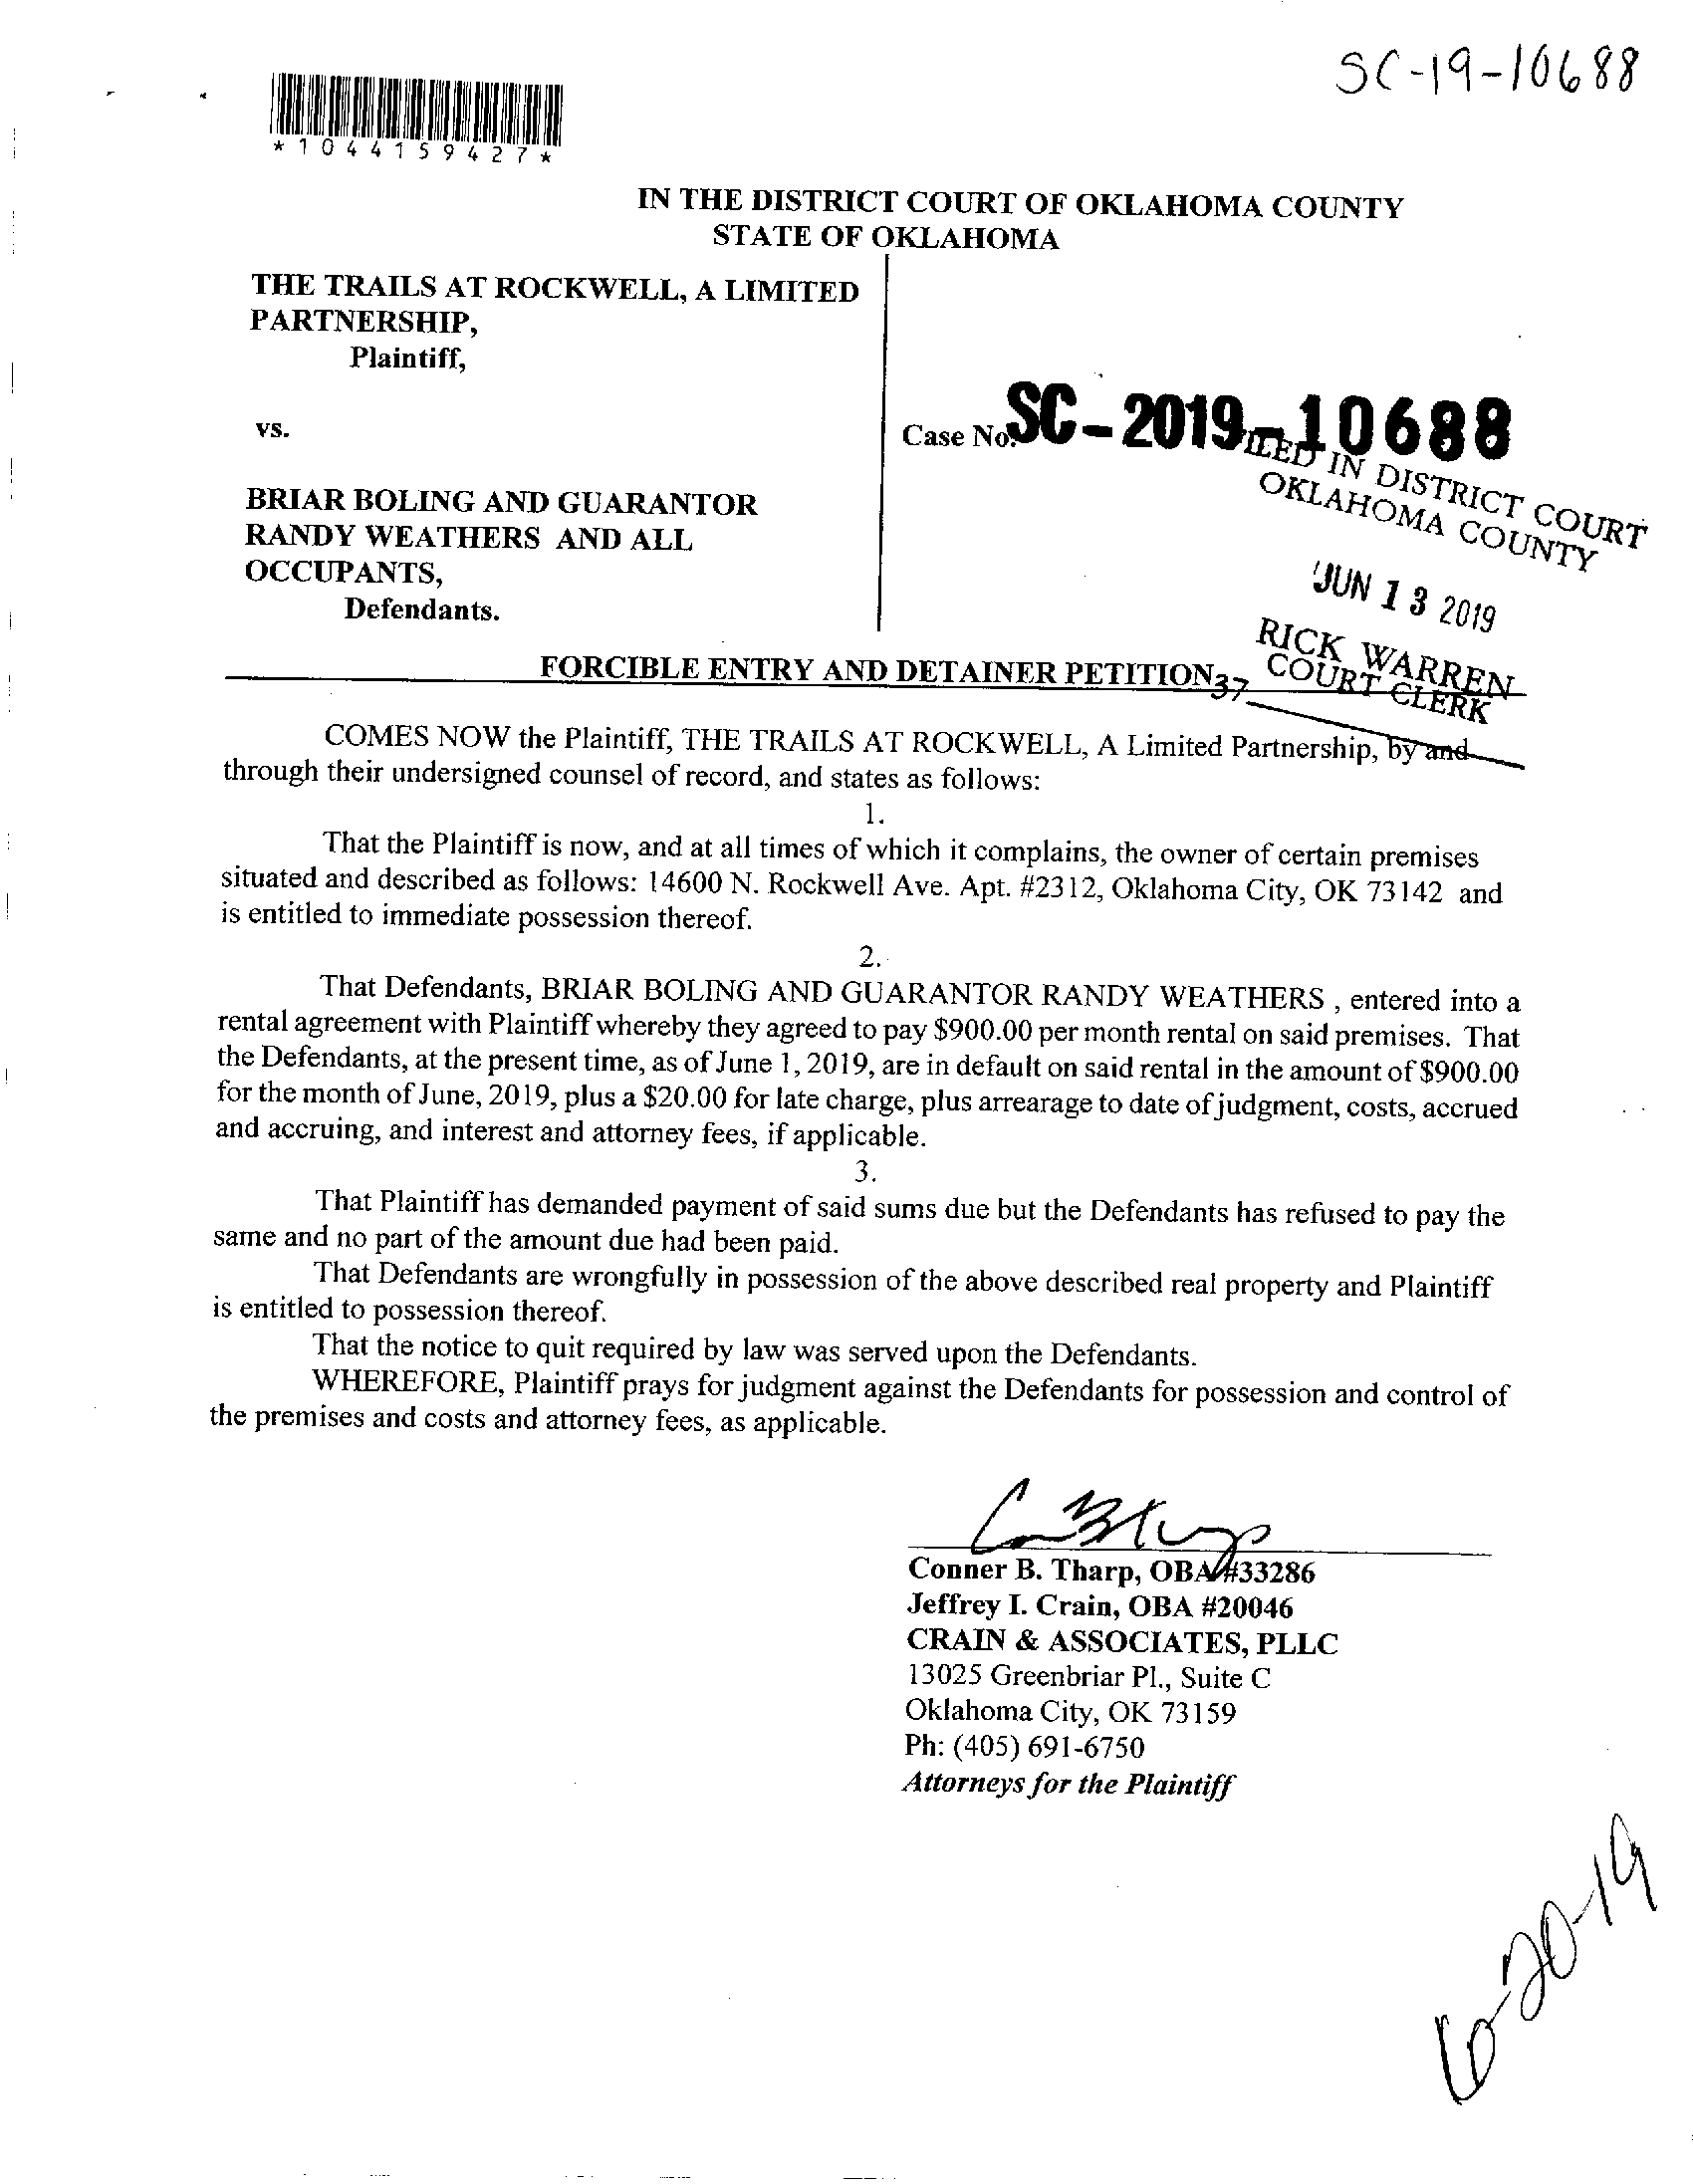 SC-19-10688
*1044159427*
IN THE DISTRICT COURT OF OKLAHOMA COUNTY
STATE OF OKLAHOMA
THE TRAILS AT ROCKWELL, A LIMITED
PARTNERSHIP,
Plaintiff,
vs.
Case No. SC-2019-10688
FILED IN DISTRICT COURT
OKLAHOMA COUNTY
BRIAR BOLING AND GUARANTOR
RANDY WEATHERS AND ALL
OCCUPANTS,
Defendants.
JUN 13 2019
RICK WARREN
COURT CLERK
37
FORCIBLE ENTRY AND DETAINER PETITION
COMES NOW the Plaintiff, THE TRAILS AT ROCKWELL, A Limited Partnership, by and
through their undersigned counsel of record, and states as follows:
1.
That the Plaintiff is now, and at all times of which it complains, the owner of certain premises
situated and described as follows: 14600 N. Rockwell Ave. Apt. #2312, Oklahoma City, OK 73142 and
is entitled to immediate possession thereof.
2.
That Defendants, BRIAR BOLING AND GUARANTOR RANDY WEATHERS , entered into a
rental agreement with Plaintiff whereby they agreed to pay $900.00 per month rental on said premises. That
the Defendants, at the present time, as of June 1, 2019, are in default on said rental in the amount of $900.00
for the month of June, 2019, plus a $20.00 for late charge, plus arrearage to date of judgment, costs, accrued
and accruing, and interest and attorney fees, if applicable.
3.
That Plaintiff has demanded payment of said sums due but the Defendants has refused to pay the
same and no part of the amount due had been paid.
That Defendants are wrongfully in possession of the above described real property and Plaintiff
is entitled to possession thereof.
That the notice to quit required by law was served upon the Defendants.
WHEREFORE, Plaintiff prays for judgment against the Defendants for possession and control of
the premises and costs and attorney fees, as applicable.
Conner B. Tharp, OBA #33286
Jeffrey I. Crain, OBA #20046
CRAIN & ASSOCIATES, PLLC
13025 Greenbriar Pl., Suite C
Oklahoma City, OK 73159
Ph: (405) 691-6750
Attorneys for the Plaintiff
6-20-19